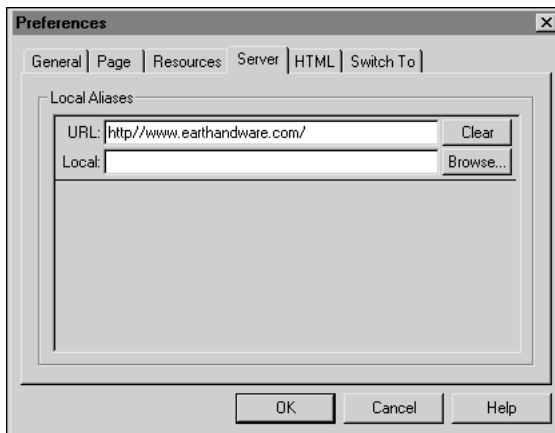 Preferences
General Page Resources Server HTML Switch To
Local Aliases
URL: http//www.earthandware.com/ Clear
Local: Browse...
OK Cancel Help